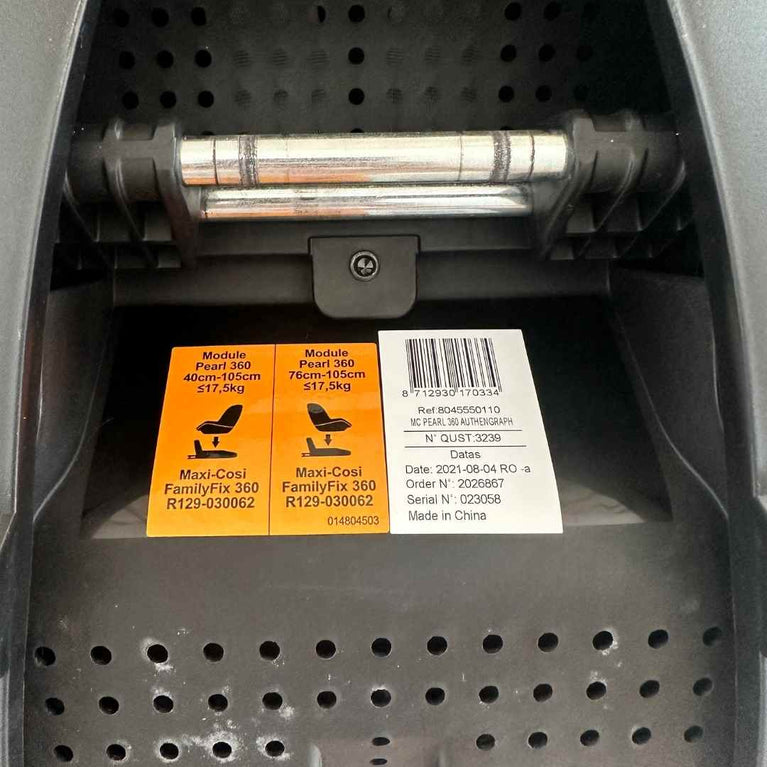 Module
Pearl 360
40cm-105cm
≤17,5kg
Maxi-Cosi
FamilyFix 360
R129-030062
Module
Pearl 360
76cm-105cm
≤17,5kg
Maxi-Cosi
FamilyFix 360
R129-030062
014804503
8 712930 170334
Ref:8045550110
MC PEARL 360 AUTHENGRAPH
N° QUST:3239
Datas
Date: 2021-08-04 RO -a
Order N°: 2026867
Serial N°: 023058
Made in China